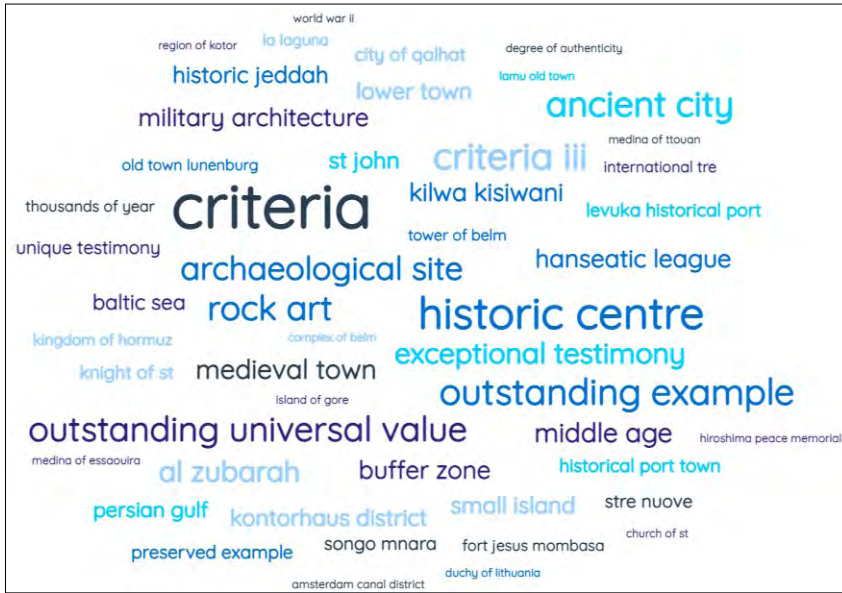 world war ii
region of kotor la laguna
city of qalhat degree of authenticity
historic jeddah lower town lamu old town
military architecture ancient city
medina of ttouan
old town lunenburg st john criteria iii international tre
thousands of year criteria kilwa kisiwani levuka historical port
unique testimony tower of belm
archaeological site hanseatic league
baltic sea rock art historic centre
kingdom of hormuz complex of belm
knight of st medieval town exceptional testimony
island of gore outstanding example
outstanding universal value middle age hiroshima peace memorial
medina of essaouira al zubarah buffer zone historical port town
persian gulf kontorhaus district small island stre nuove
preserved example songo mnara fort jesus mombasa church of st
amsterdam canal district duchy of lithuania